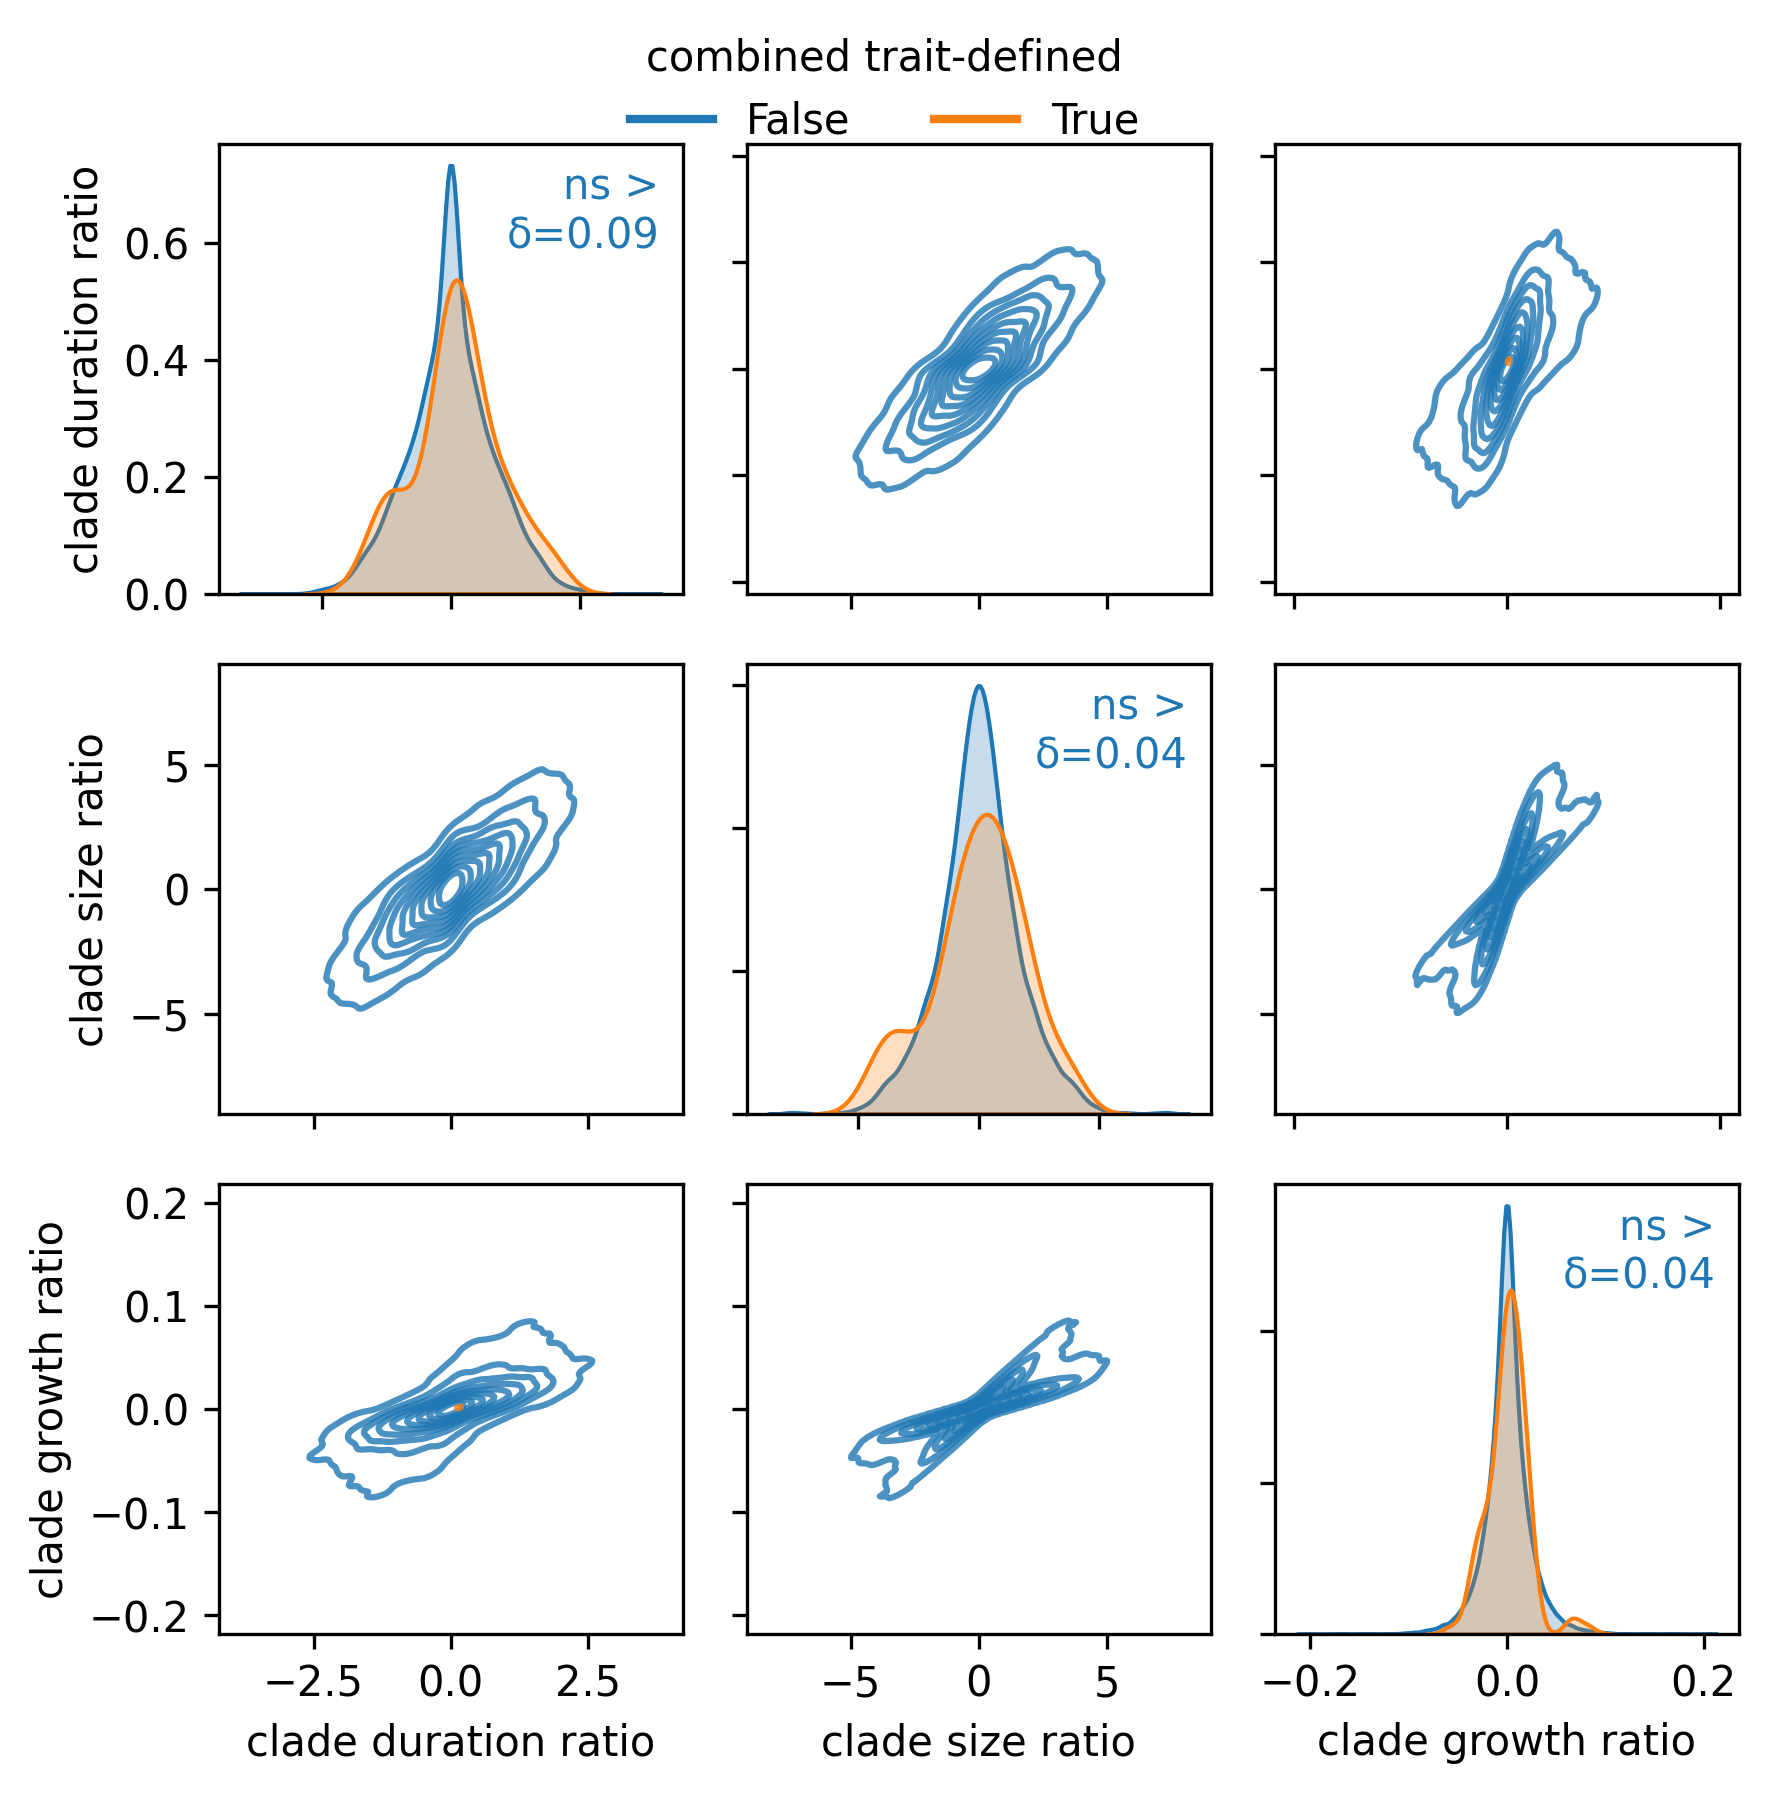 combined trait-defined
False True
clade duration ratio
0.6
0.4
0.2
0.0
ns >
δ=0.09
clade size ratio
5
0
−5
ns >
δ=0.04
clade growth ratio
0.2
0.1
0.0
−0.1
−0.2
ns >
δ=0.04
−2.5 0.0 2.5
−5 0 5
−0.2 0.0 0.2
clade duration ratio
clade size ratio
clade growth ratio